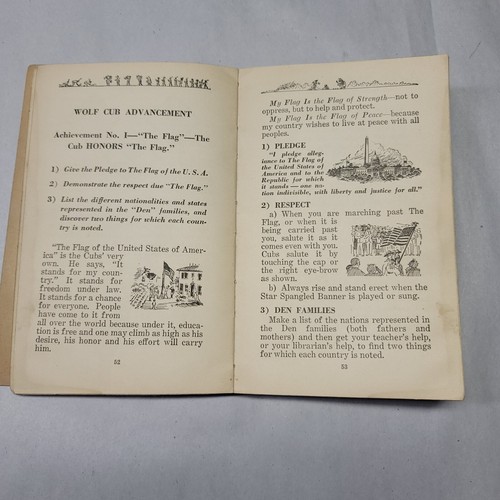 WOLF CUB ADVANCEMENT
Achievement No. 1—"The Flag"—The
Cub HONORS "The Flag."
1) Give the Pledge to The Flag of the U. S. A.
2) Demonstrate the respect due "The Flag."
3) List the different nationalities and states
represented in the "Den" families, and
discover two things for which each coun-
try is noted.
"The Flag of the United States of Amer-
ica" is the Cubs' very
own. He says, "It
stands for my coun-
try." It stands for
freedom under law.
It stands for a chance
for everyone. People
have come to it from
all over the world because under it, educa-
tion is free and one may climb as high as his
desire, his honor and his effort will carry
him.
52
My Flag Is the Flag of Strength—not to
oppress, but to help and protect.
My Flag Is the Flag of Peace—because
my country wishes to live at peace with all
peoples.
1) PLEDGE
"I pledge allegi-
ance to The Flag of
the United States of
America and to the
Republic for which
it stands — one na-
tion indivisible, with liberty and justice for all."
2) RESPECT
a) When you are marching past The
Flag, or when it is
being carried past
you, salute it as it
comes even with you.
Cubs salute it by
touching the cap or
the right eye-brow
as shown.
b) Always rise and stand erect when the
Star Spangled Banner is played or sung.
3) DEN FAMILIES
Make a list of the nations represented in
the Den families (both fathers and
mothers) and then get your teacher's help,
or your librarian's help, to find two things
for which each country is noted.
53